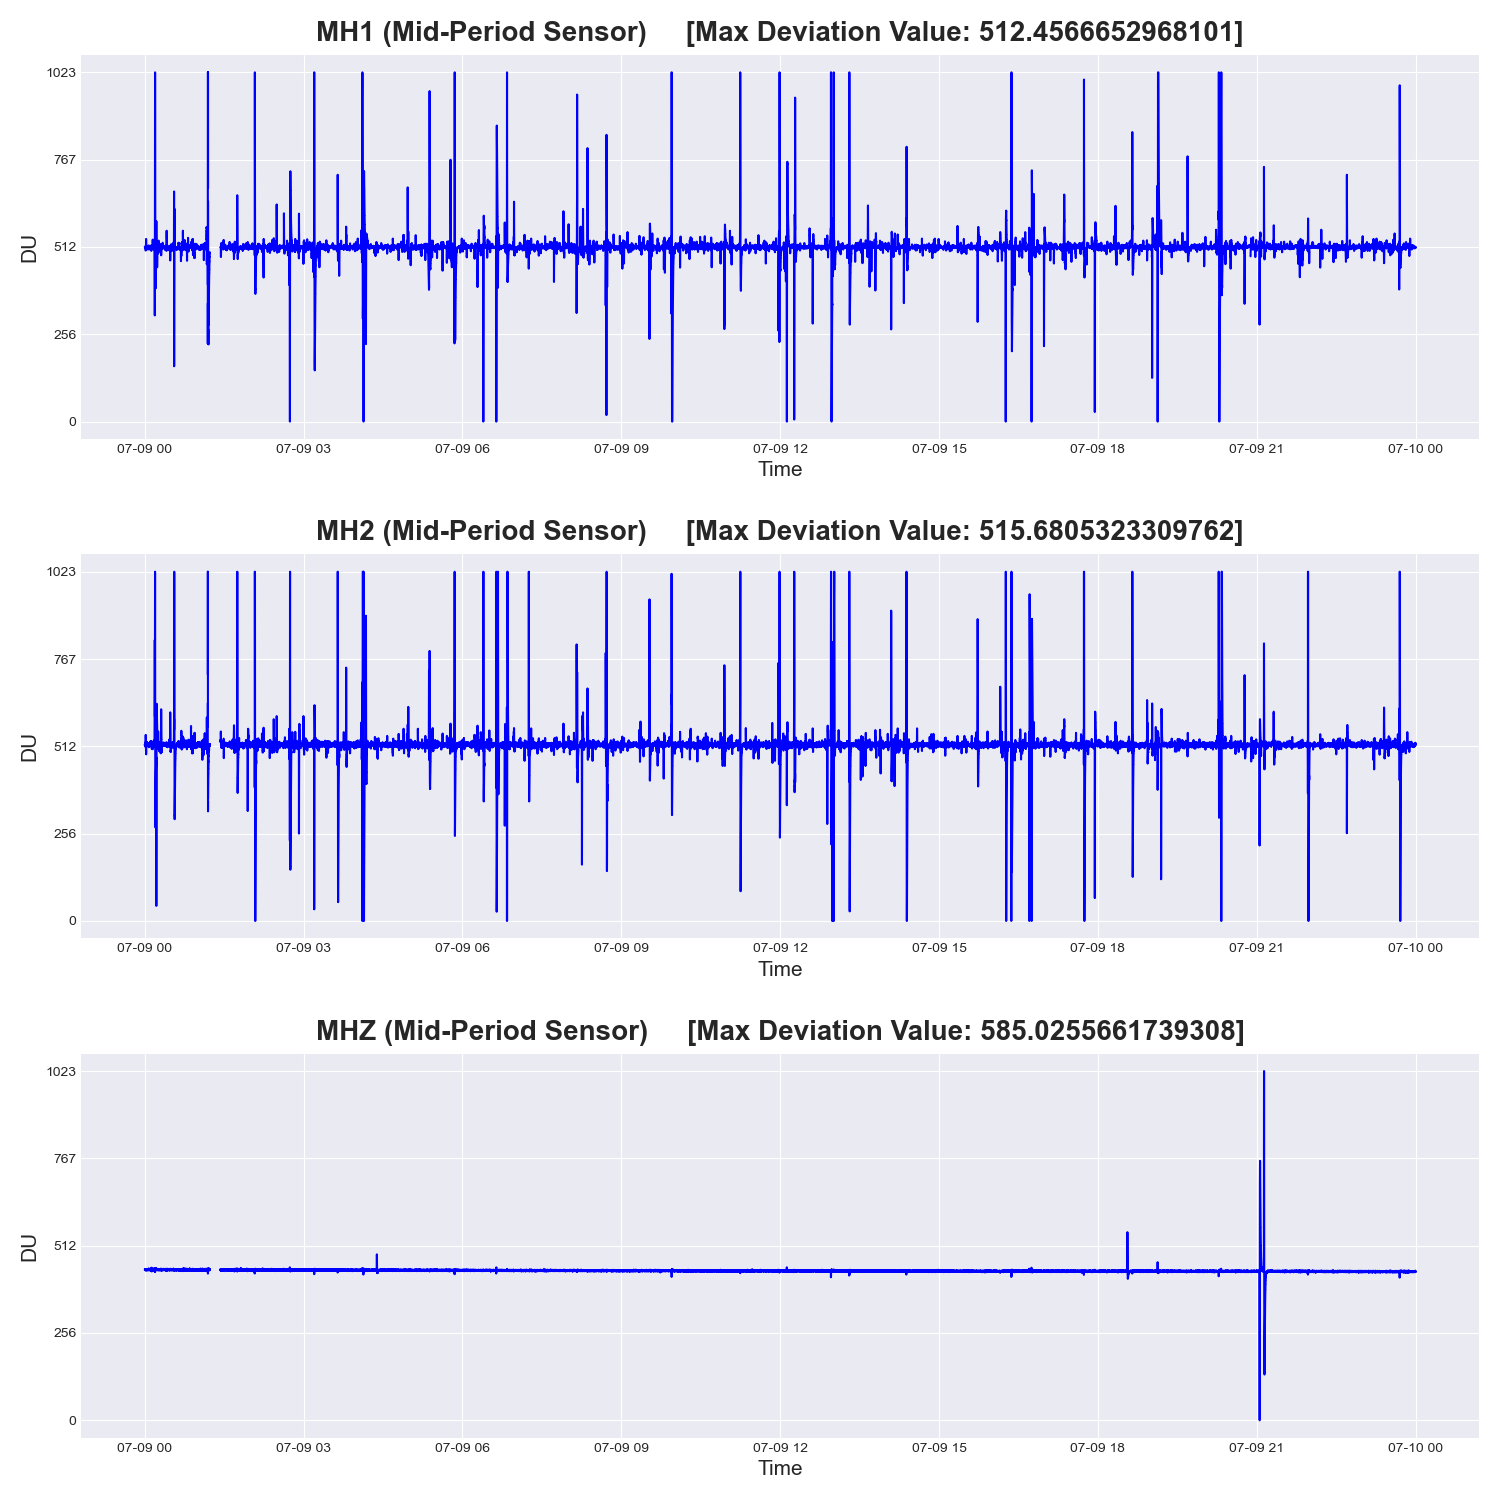 MH1 (Mid-Period Sensor) [Max Deviation Value: 512.4566652968101]
1023
767
512
256
0
DU
07-09 00 07-09 03 07-09 06 07-09 09 07-09 12 07-09 15 07-09 18 07-09 21 07-10 00
Time
MH2 (Mid-Period Sensor) [Max Deviation Value: 515.6805323309762]
1023
767
512
256
0
DU
07-09 00 07-09 03 07-09 06 07-09 09 07-09 12 07-09 15 07-09 18 07-09 21 07-10 00
Time
MHZ (Mid-Period Sensor) [Max Deviation Value: 585.0255661739308]
1023
767
512
256
0
DU
07-09 00 07-09 03 07-09 06 07-09 09 07-09 12 07-09 15 07-09 18 07-09 21 07-10 00
Time